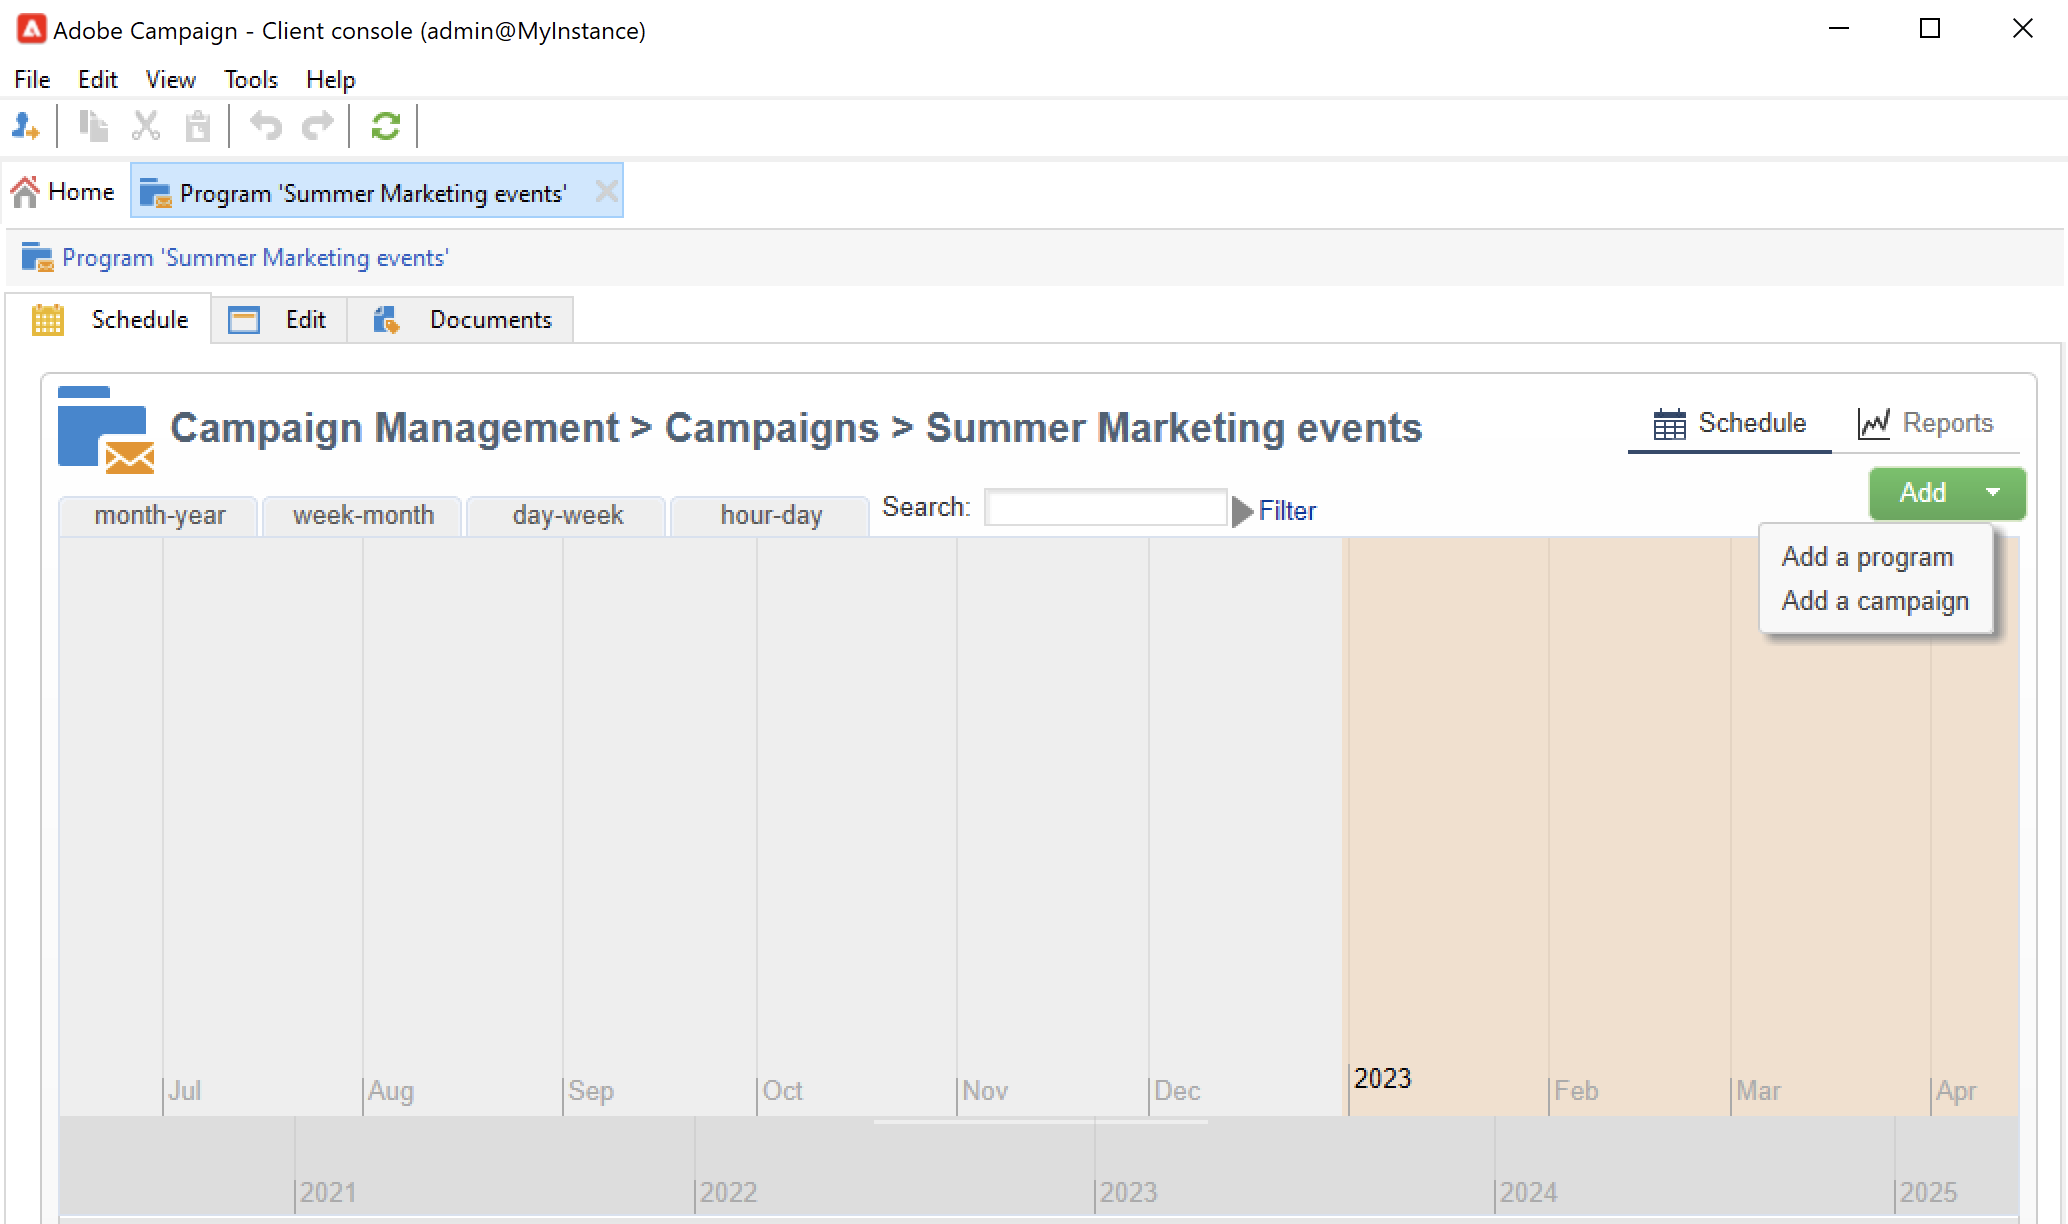 Adobe Campaign - Client console (admin@MyInstance)
File Edit View Tools Help
Home Program 'Summer Marketing events'
Program 'Summer Marketing events'
Schedule Edit Documents
Campaign Management > Campaigns > Summer Marketing events
Schedule Reports
Add
month-year week-month day-week hour-day Search: Filter
Add a program
Add a campaign
Jul Aug Sep Oct Nov Dec 2023 Feb Mar Apr
2021 2022 2023 2024 2025